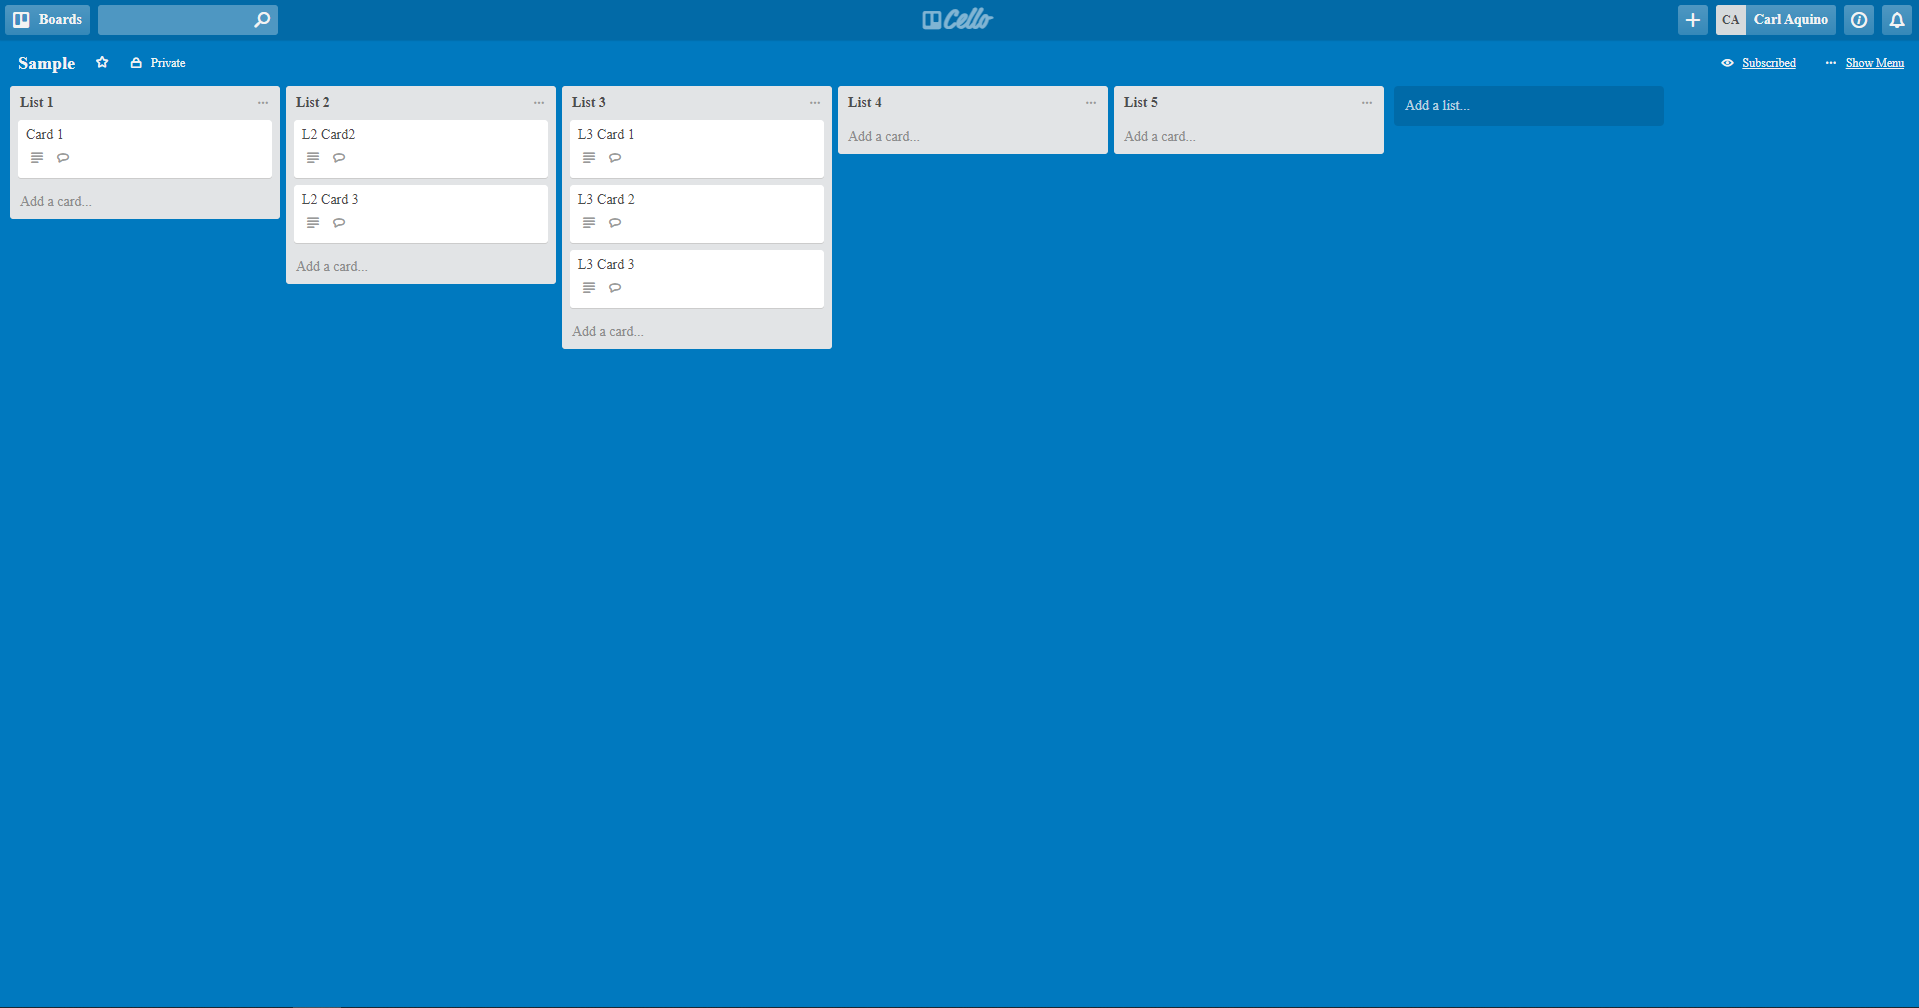 Boards
Cello
CA Carl Aquino
Sample
Private
Subscribed
Show Menu
List 1
Card 1
Add a card...
List 2
L2 Card2
L2 Card 3
Add a card...
List 3
L3 Card 1
L3 Card 2
L3 Card 3
Add a card...
List 4
Add a card...
List 5
Add a card...
Add a list...